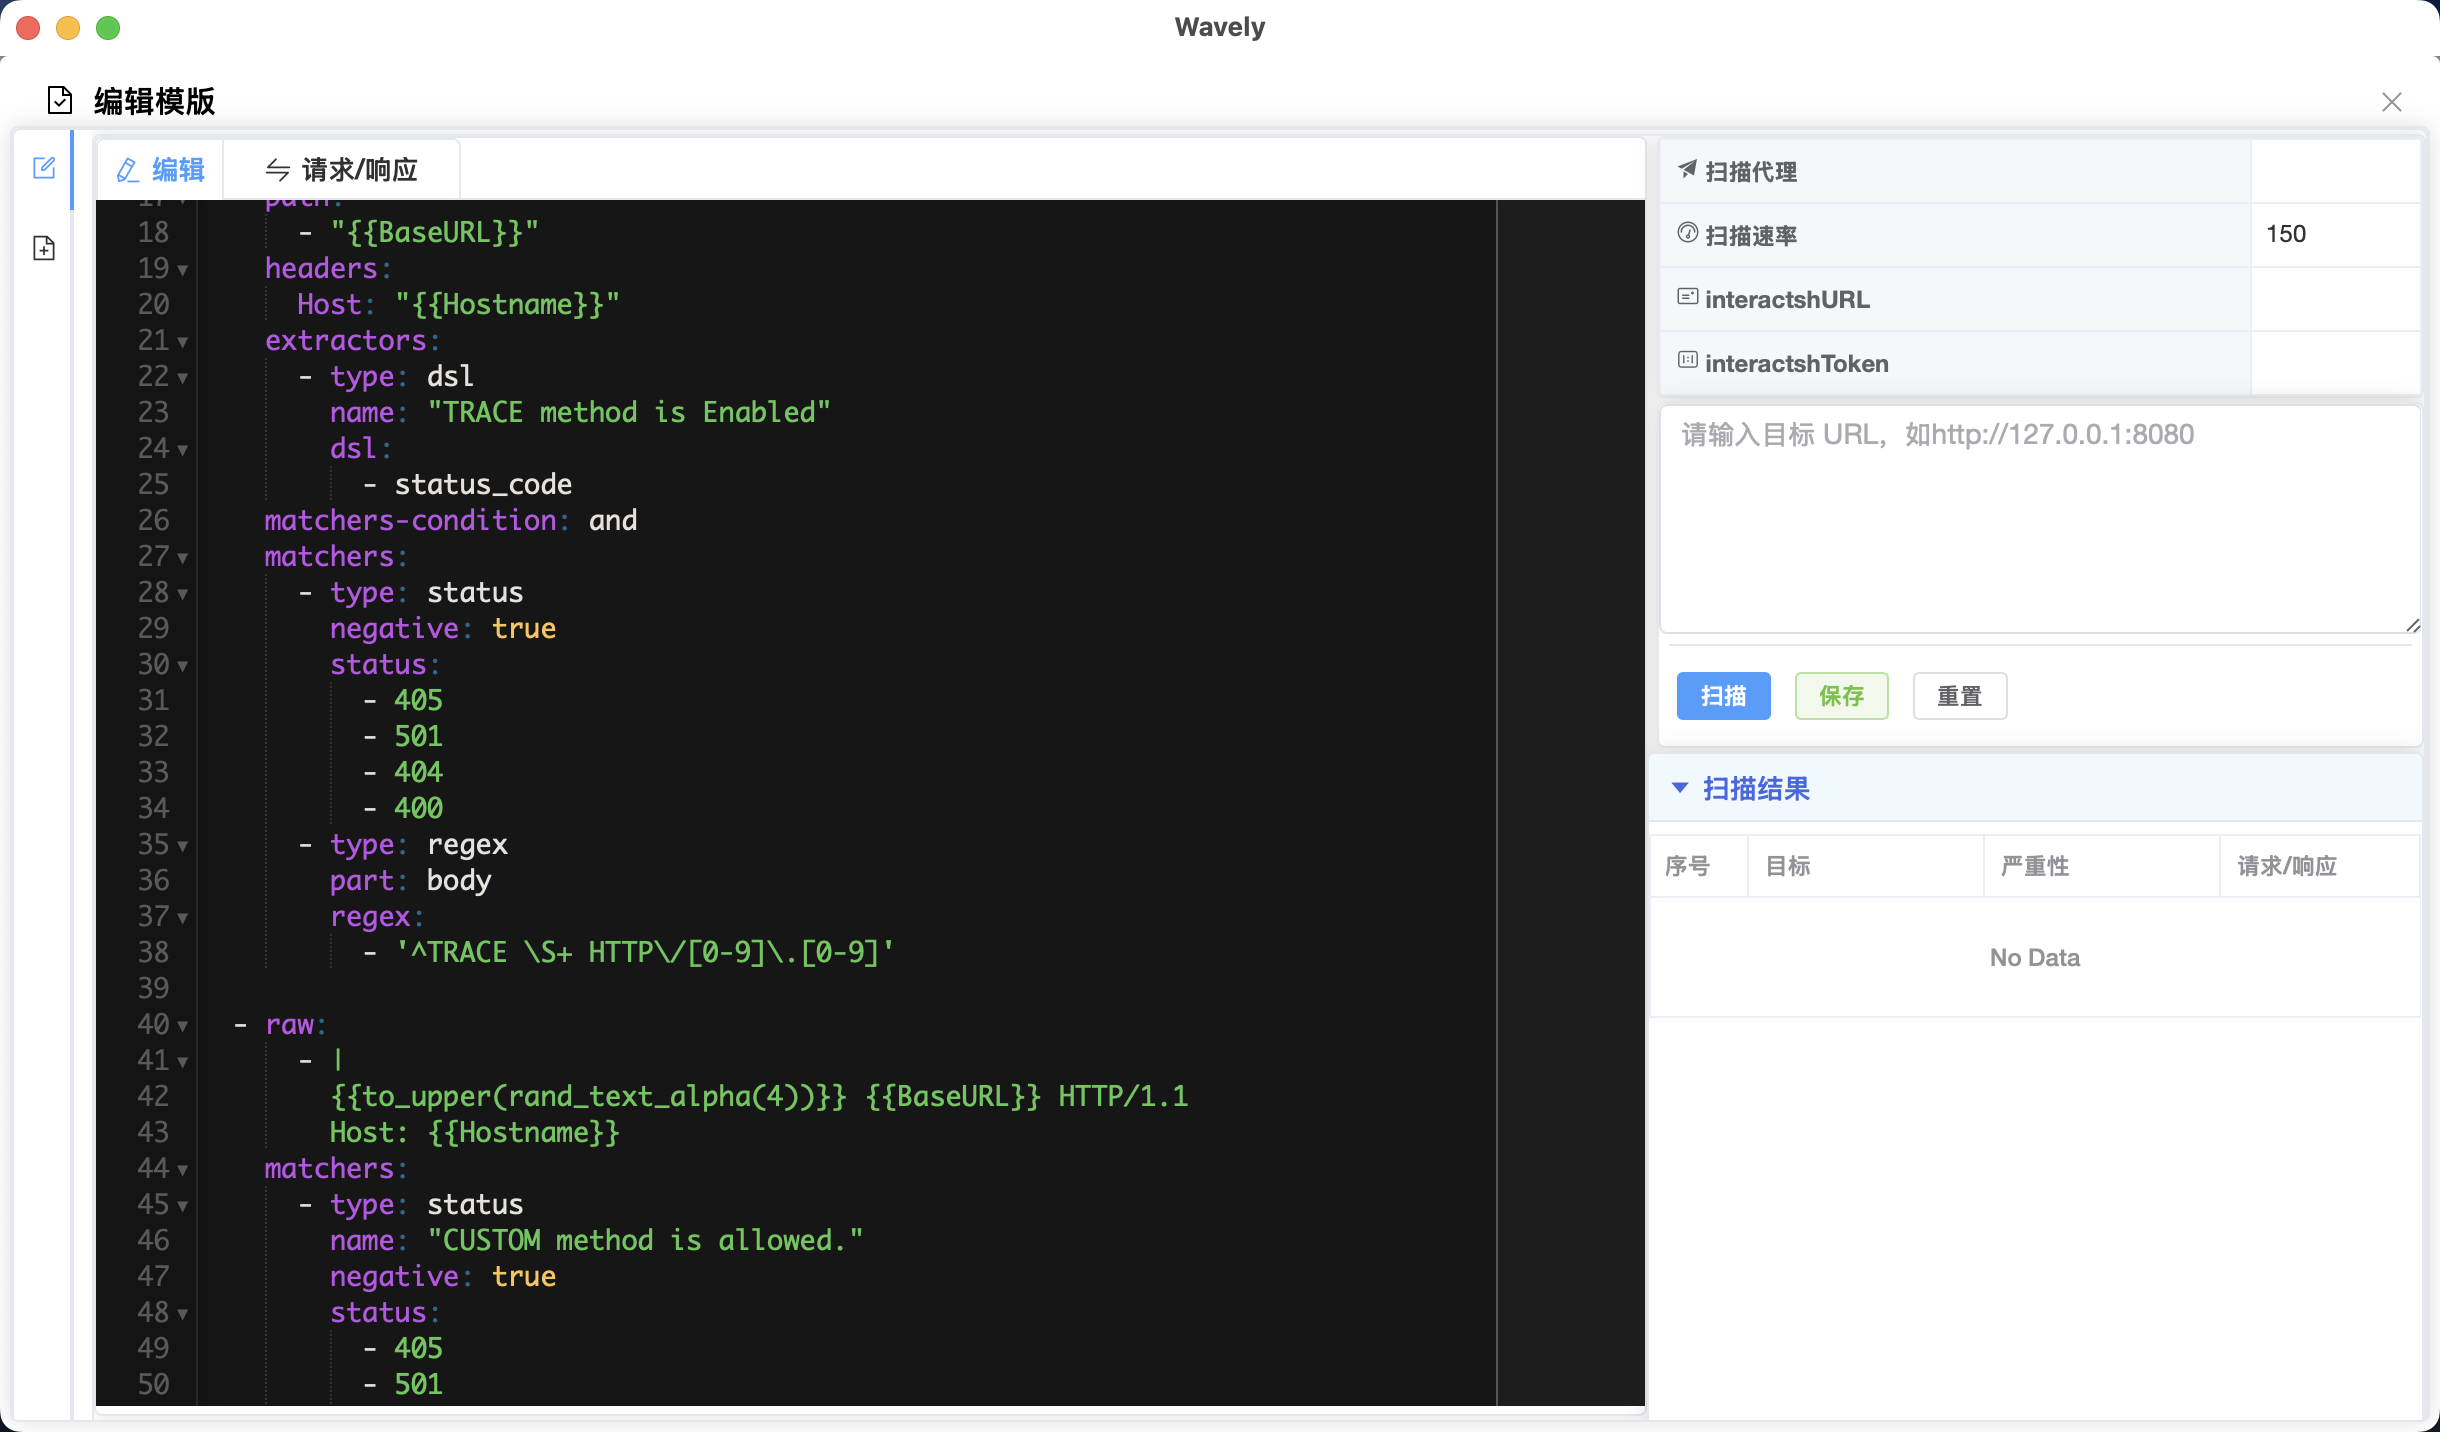 Wavely
编辑模版
编辑
请求/响应
17 path:
18 - "{{BaseURL}}"
19 headers:
20 Host: "{{Hostname}}"
21 extractors:
22 - type: dsl
23 name: "TRACE method is Enabled"
24 dsl:
25 - status_code
26 matchers-condition: and
27 matchers:
28 - type: status
29 negative: true
30 status:
31 - 405
32 - 501
33 - 404
34 - 400
35 - type: regex
36 part: body
37 regex:
38 - '^TRACE \S+ HTTP\/[0-9]\.[0-9]'
39
40 - raw:
41 - |
42 {{to_upper(rand_text_alpha(4))}} {{BaseURL}} HTTP/1.1
43 Host: {{Hostname}}
44 matchers:
45 - type: status
46 name: "CUSTOM method is allowed."
47 negative: true
48 status:
49 - 405
50 - 501
扫描代理
扫描速率 150
interactshURL
interactshToken
请输入目标 URL，如http://127.0.0.1:8080
扫描 保存 重置
扫描结果
序号 目标 严重性 请求/响应
No Data